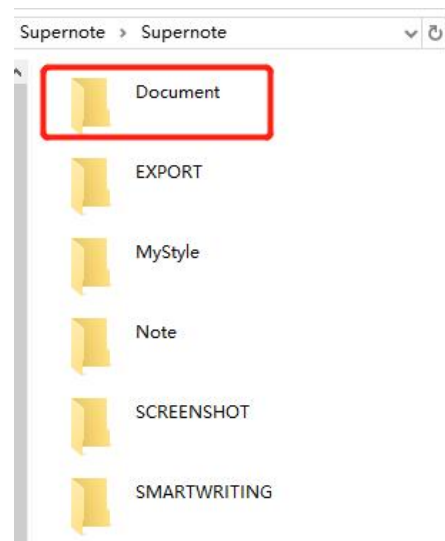 Supernote › Supernote
Document
EXPORT
MyStyle
Note
SCREENSHOT
SMARTWRITING